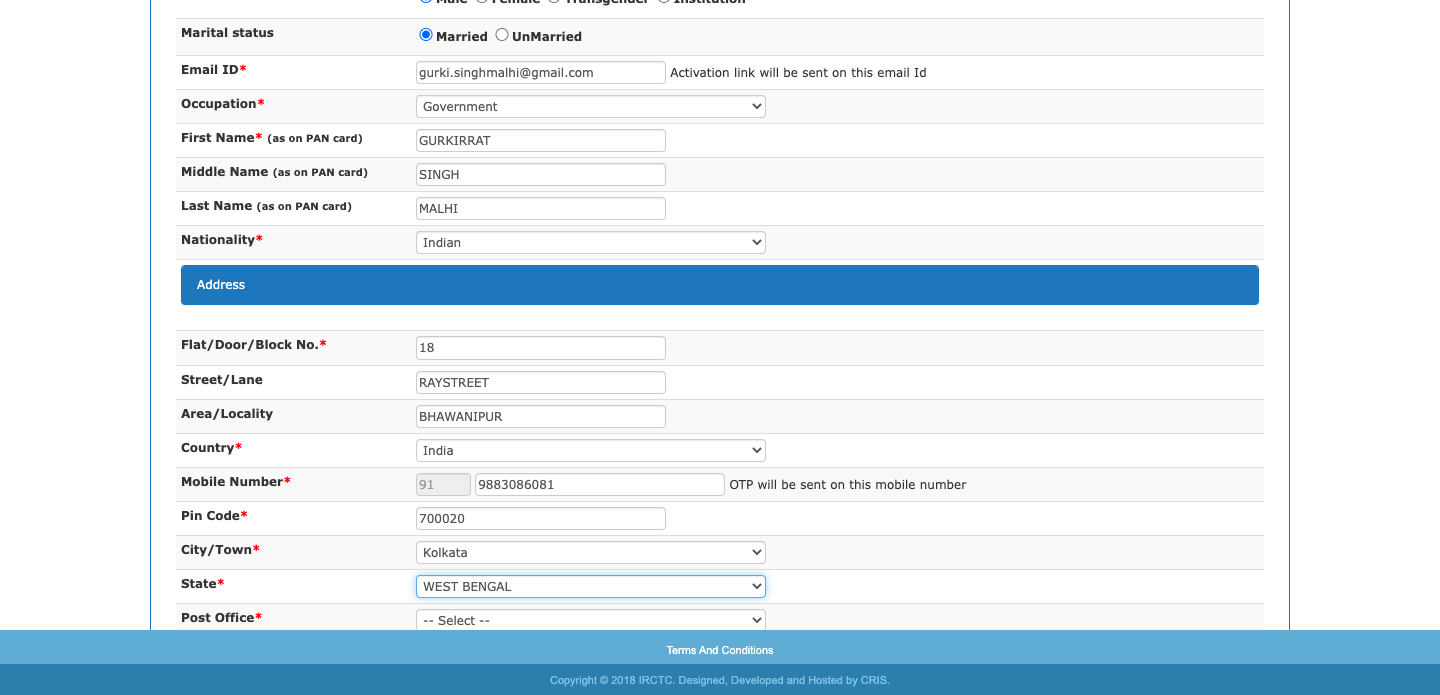 Male Female Transgender Institution
Marital status Married UnMarried
Email ID* gurki.singhmalhi@gmail.com Activation link will be sent on this email Id
Occupation* Government
First Name* (as on PAN card) GURKIRRAT
Middle Name (as on PAN card) SINGH
Last Name (as on PAN card) MALHI
Nationality* Indian
Address
Flat/Door/Block No.* 18
Street/Lane RAYSTREET
Area/Locality BHAWANIPUR
Country* India
Mobile Number* 91 9883086081 OTP will be sent on this mobile number
Pin Code* 700020
City/Town* Kolkata
State* WEST BENGAL
Post Office* -- Select --
Terms And Conditions
Copyright © 2018 IRCTC. Designed, Developed and Hosted by CRIS.